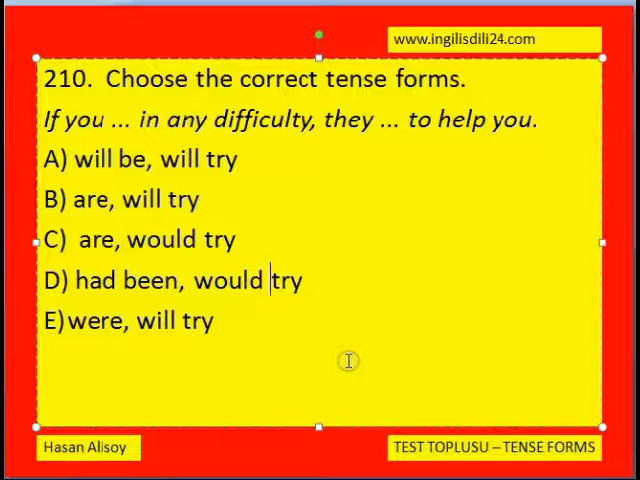 www.ingilisdili24.com
210. Choose the correct tense forms.
If you ... in any difficulty, they ... to help you.
A) will be, will try
B) are, will try
C) are, would try
D) had been, would try
E) were, will try
Hasan Alisoy
TEST TOPLUSU – TENSE FORMS